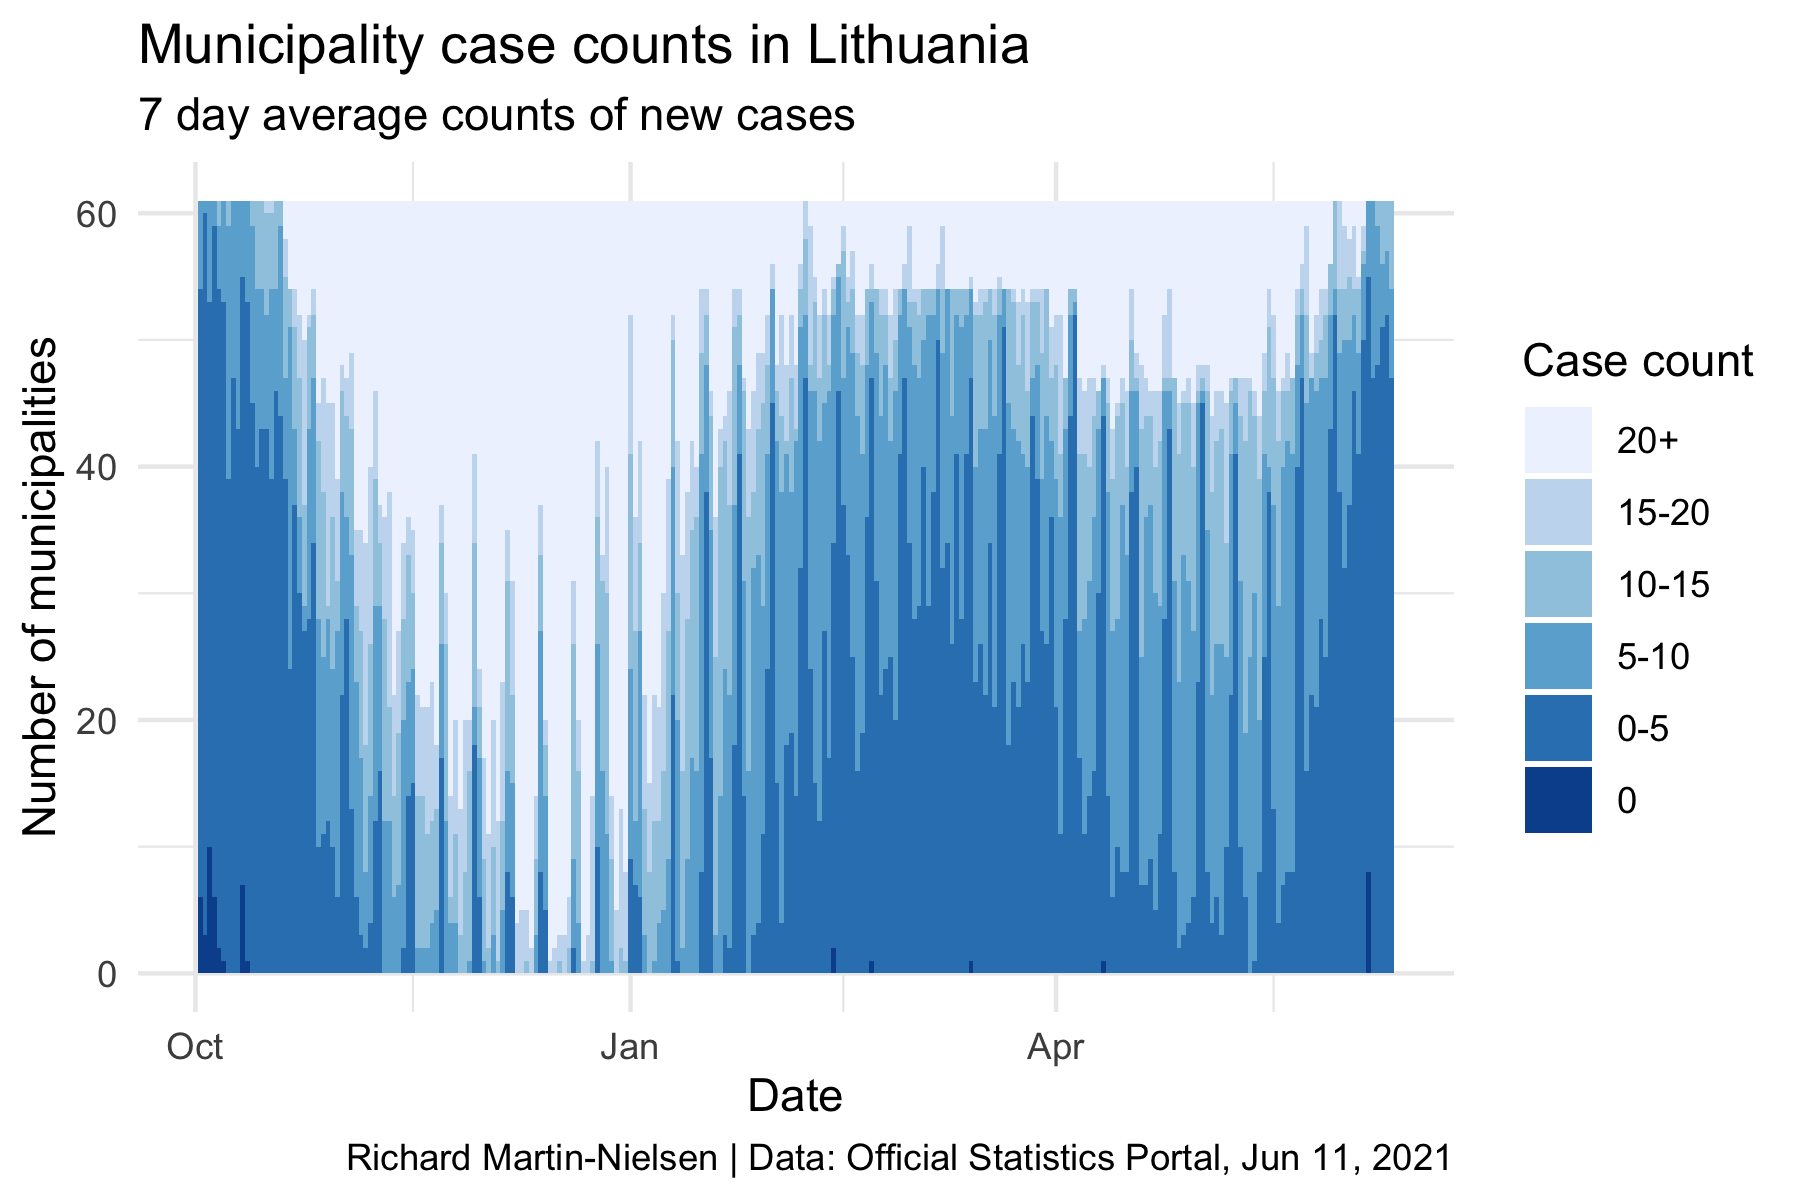 Municipality case counts in Lithuania
7 day average counts of new cases
Number of municipalities
60
40
20
0
Oct
Jan
Apr
Date
Case count
20+
15-20
10-15
5-10
0-5
0
Richard Martin-Nielsen | Data: Official Statistics Portal, Jun 11, 2021